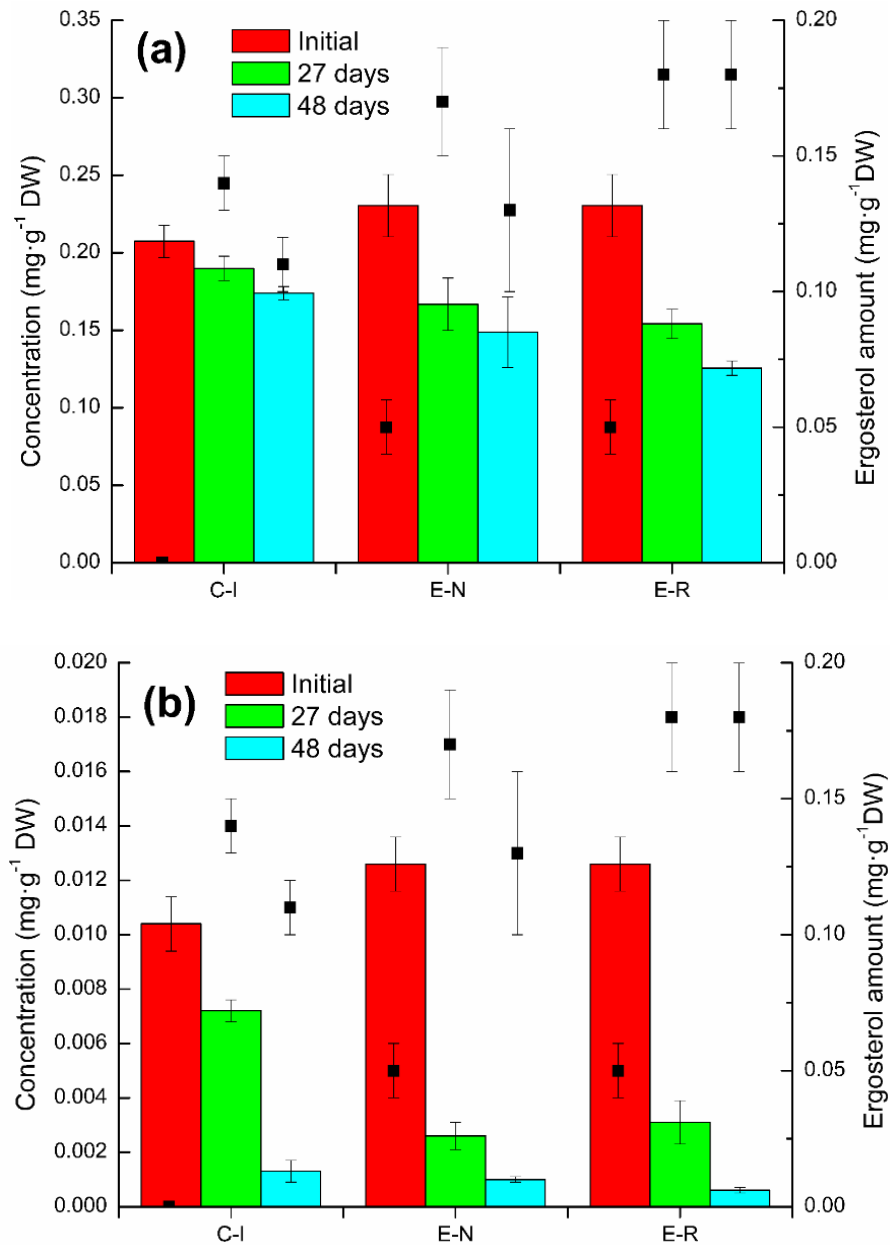 (a)
Initial
27 days
48 days
0.35
0.30
0.25
0.20
0.15
0.10
0.05
0.00
Concentration (mg·g⁻¹ DW)
0.20
0.15
0.10
0.05
0.00
Ergosterol amount (mg·g⁻¹DW)
C-I
E-N
E-R
(b)
Initial
27 days
48 days
0.020
0.018
0.016
0.014
0.012
0.010
0.008
0.006
0.004
0.002
0.000
Concentration (mg·g⁻¹ DW)
0.20
0.15
0.10
0.05
0.00
Ergosterol amount (mg·g⁻¹DW)
C-I
E-N
E-R